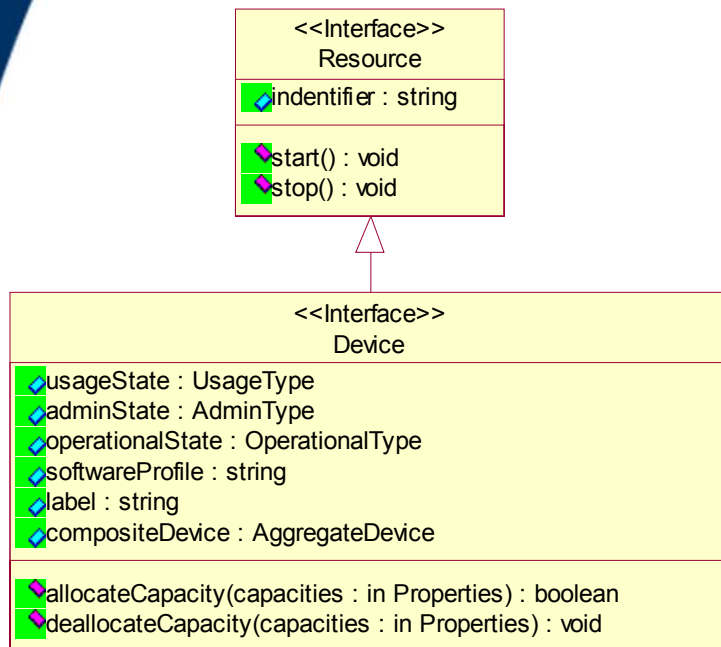 <<Interface>>
Resource
indentifier : string
start() : void
stop() : void
<<Interface>>
Device
usageState : UsageType
adminState : AdminType
operationalState : OperationalType
softwareProfile : string
label : string
compositeDevice : AggregateDevice
allocateCapacity(capacities : in Properties) : boolean
deallocateCapacity(capacities : in Properties) : void